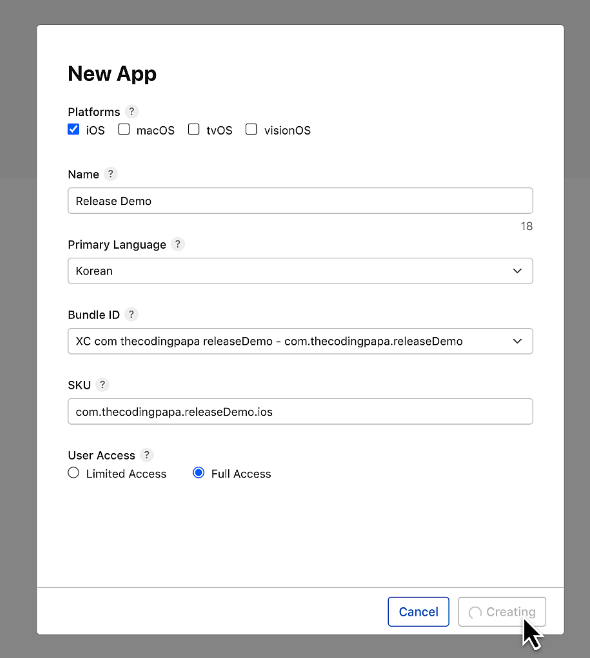 New App
Platforms ?
iOS macOS tvOS visionOS
Name ?
Release Demo
18
Primary Language ?
Korean
Bundle ID ?
XC com thecodingpapa releaseDemo - com.thecodingpapa.releaseDemo
SKU ?
com.thecodingpapa.releaseDemo.ios
User Access ?
Limited Access Full Access
Cancel Creating